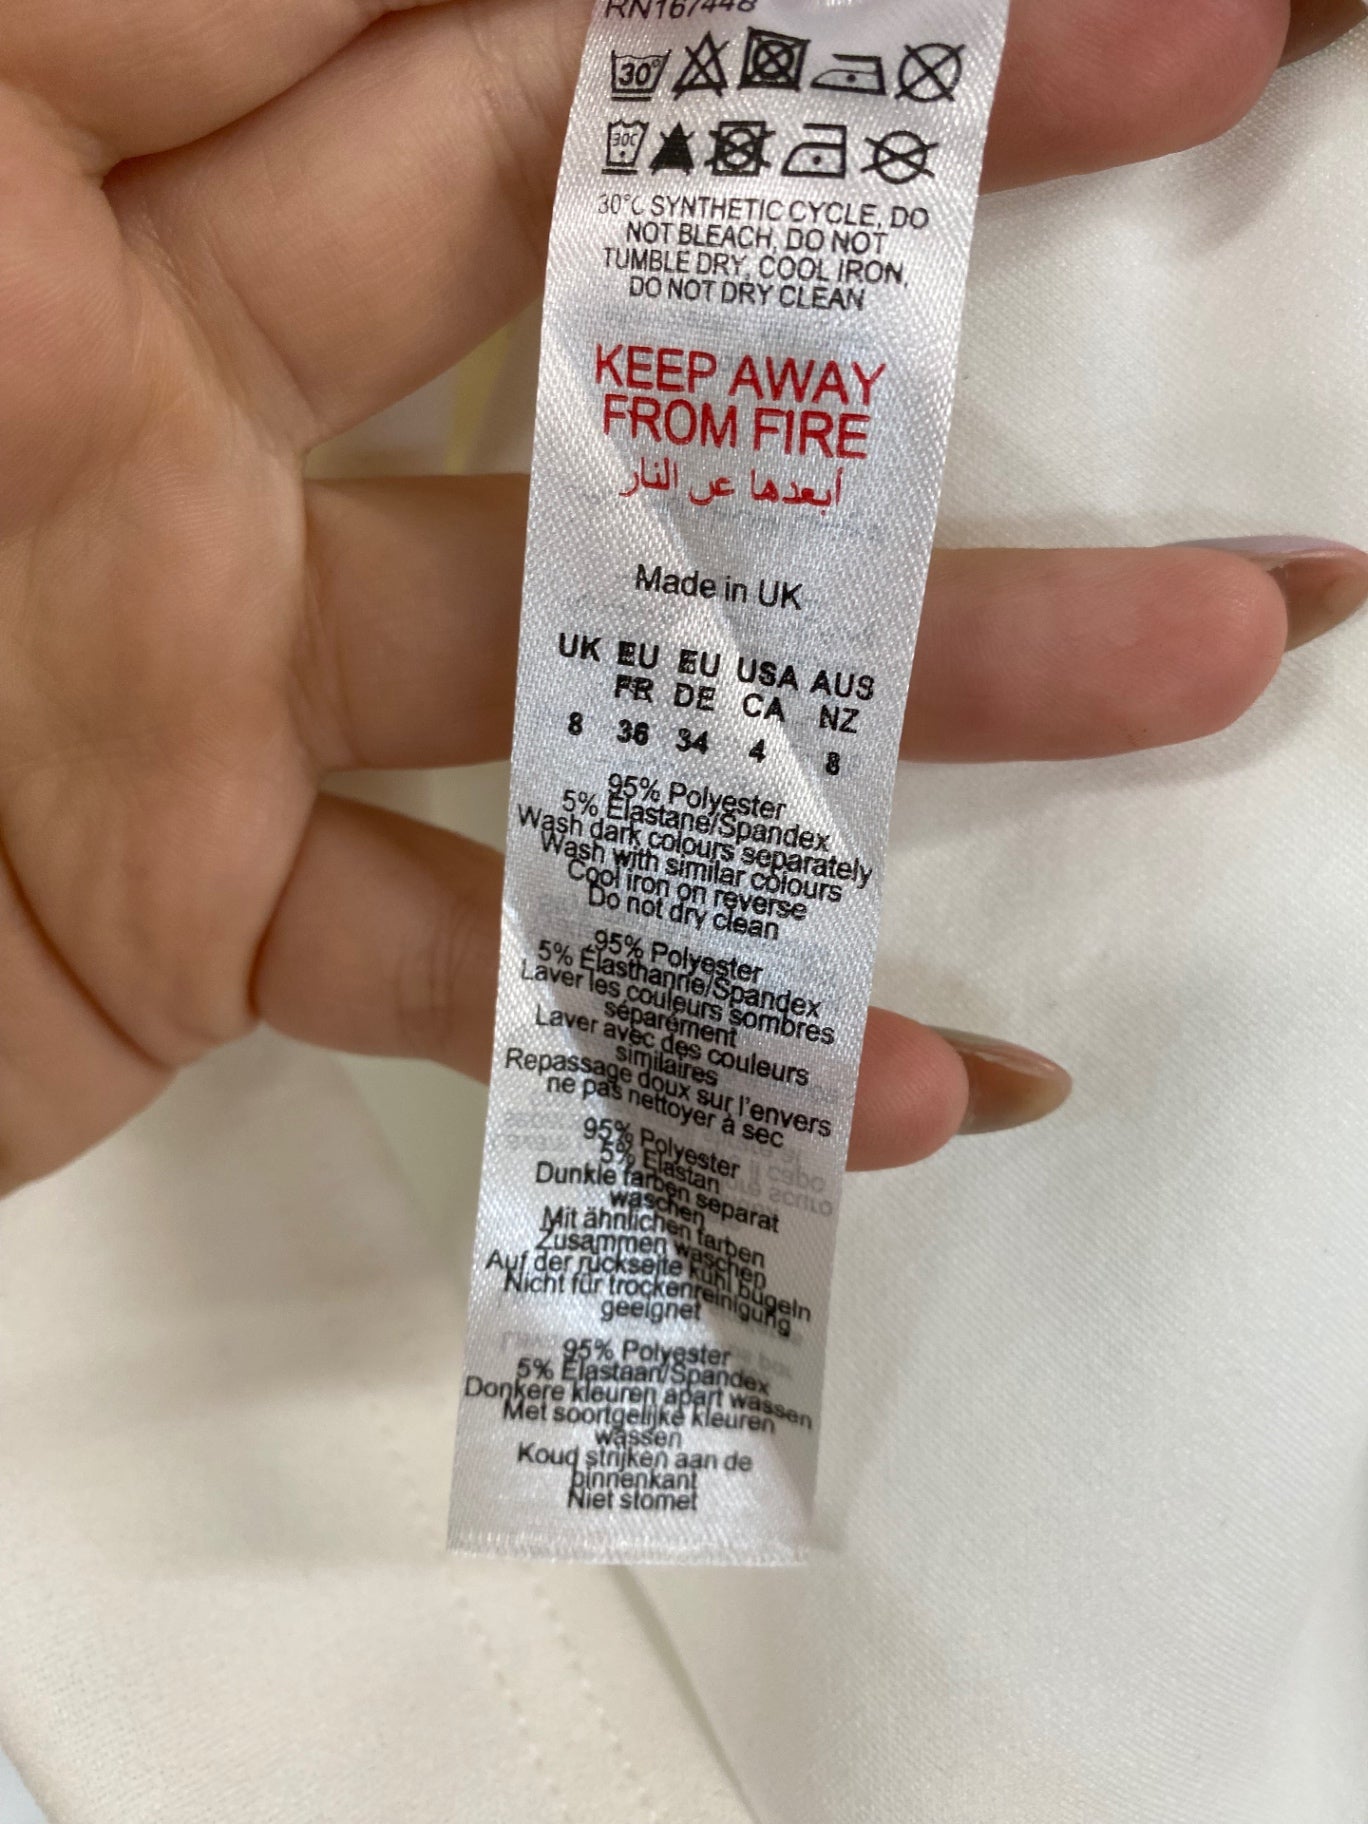 RN167448
30°
30C
30°C SYNTHETIC CYCLE, DO
NOT BLEACH, DO NOT
TUMBLE DRY, COOL IRON,
DO NOT DRY CLEAN
KEEP AWAY
FROM FIRE
أبعدها عن النار
Made in UK
UK EU EU USA AUS
FR DE CA NZ
8 36 34 4 8
95% Polyester
5% Elastane/Spandex
Wash dark colours separately
Wash with similar colours
Cool iron on reverse
Do not dry clean
95% Polyester
5% Élasthanne/Spandex
Laver les couleurs sombres
séparément
Laver avec des couleurs
similaires
Repassage doux sur l'envers
ne pas nettoyer à sec
95% Polyester
5% Elastan
Dunkle farben separat
waschen
Mit ähnlichen farben
Zusammen waschen
Auf der rückseite kühl bügeln
Nicht für trockenreinigung
geeignet
95% Polyester
5% Elastaan/Spandex
Donkere kleuren apart wassen
Met soortgelijke kleuren
wassen
Koud strijken aan de
binnenkant
Niet stomet